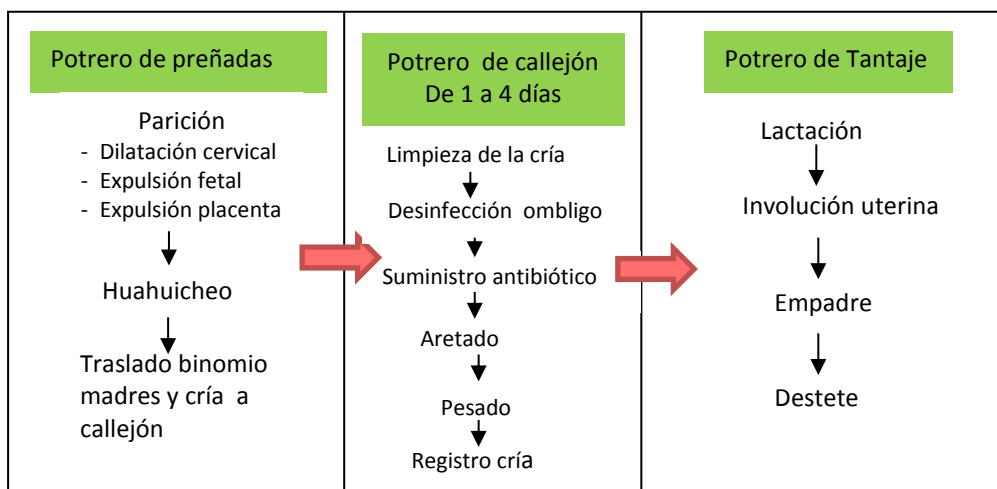 Potrero de preñadas
Parición
- Dilatación cervical
- Expulsión fetal
- Expulsión placenta
Huahuicheo
Traslado binomio
madres y cría a
callejón
Potrero de callejón
De 1 a 4 días
Limpieza de la cría
Desinfección ombligo
Suministro antibiótico
Aretado
Pesado
Registro cría
Potrero de Tantaje
Lactación
Involución uterina
Empadre
Destete